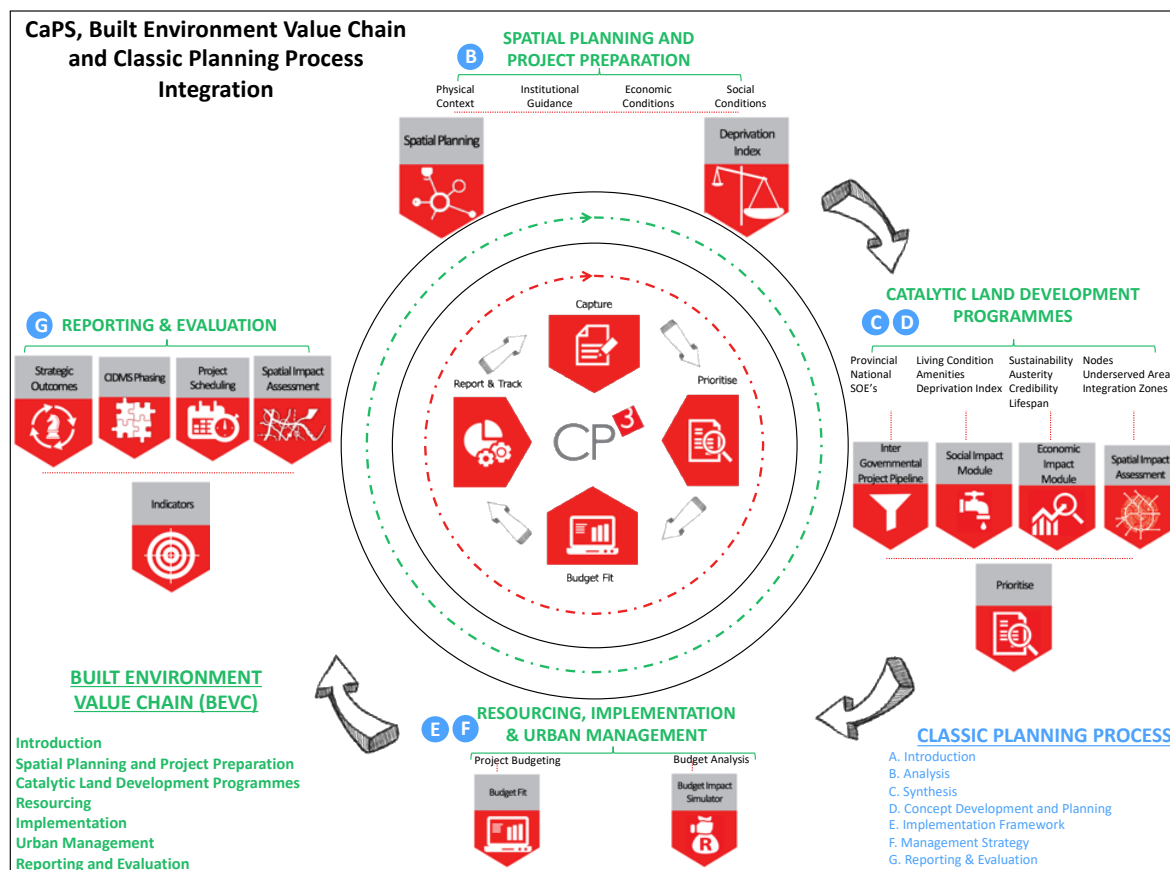 CaPS, Built Environment Value Chain
and Classic Planning Process
Integration
B
SPATIAL PLANNING AND
PROJECT PREPARATION
Physical
Context
Institutional
Guidance
Economic
Conditions
Social
Conditions
Spatial Planning
Deprivation
Index
CATALYTIC LAND DEVELOPMENT
PROGRAMMES
C D
Provincial
National
SOE's
Living Condition
Amenities
Deprivation Index
Sustainability
Austerity
Credibility
Lifespan
Nodes
Underserved Area
Integration Zones
Inter
Governmental
Project Pipeline
Social Impact
Module
Economic
Impact
Module
Spatial Impact
Assessment
Prioritise
G
REPORTING & EVALUATION
Strategic
Outcomes
CIDMS Phasing
Project
Scheduling
Spatial Impact
Assessment
Indicators
Capture
Report & Track
Prioritise
CP3
Budget Fit
E F
RESOURCING, IMPLEMENTATION
& URBAN MANAGEMENT
Project Budgeting
Budget Analysis
Budget Fit
Budget Impact
Simulator
R
BUILT ENVIRONMENT
VALUE CHAIN (BEVC)
Introduction
Spatial Planning and Project Preparation
Catalytic Land Development Programmes
Resourcing
Implementation
Urban Management
Reporting and Evaluation
CLASSIC PLANNING PROCESS
A. Introduction
B. Analysis
C. Synthesis
D. Concept Development and Planning
E. Implementation Framework
F. Management Strategy
G. Reporting & Evaluation